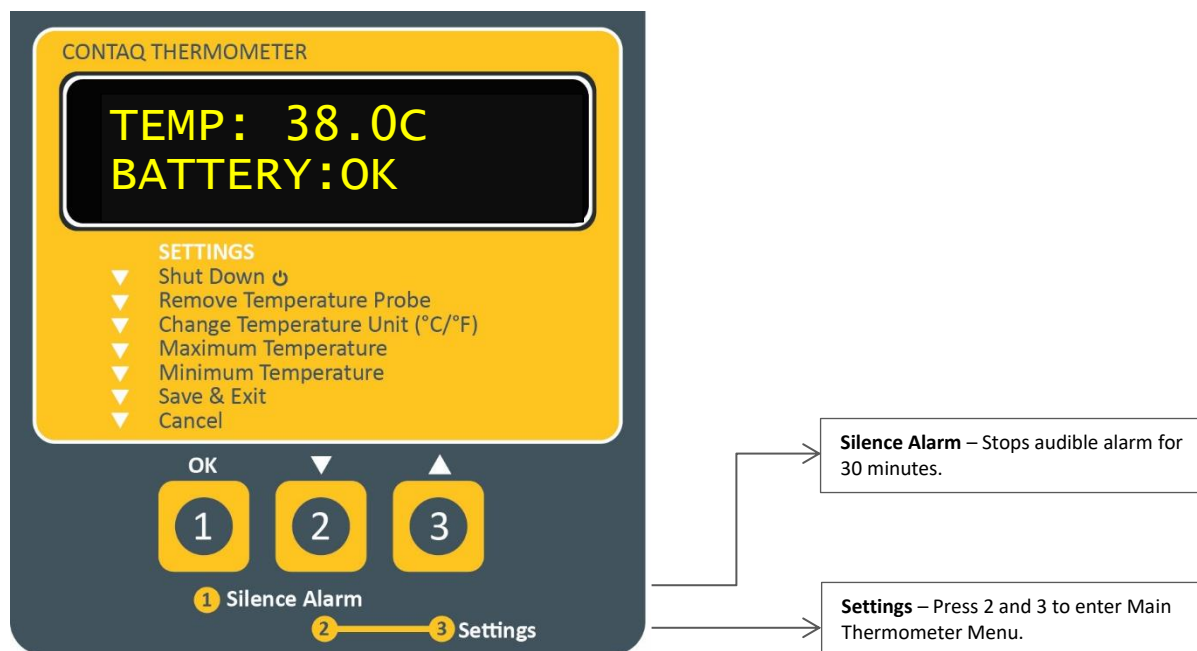 CONTAQ THERMOMETER
TEMP: 38.0C
BATTERY:OK
SETTINGS
Shut Down
Remove Temperature Probe
Change Temperature Unit (°C/°F)
Maximum Temperature
Minimum Temperature
Save & Exit
Cancel
OK
1 2 3
1 Silence Alarm
2 3 Settings
Silence Alarm – Stops audible alarm for
30 minutes.
Settings – Press 2 and 3 to enter Main
Thermometer Menu.